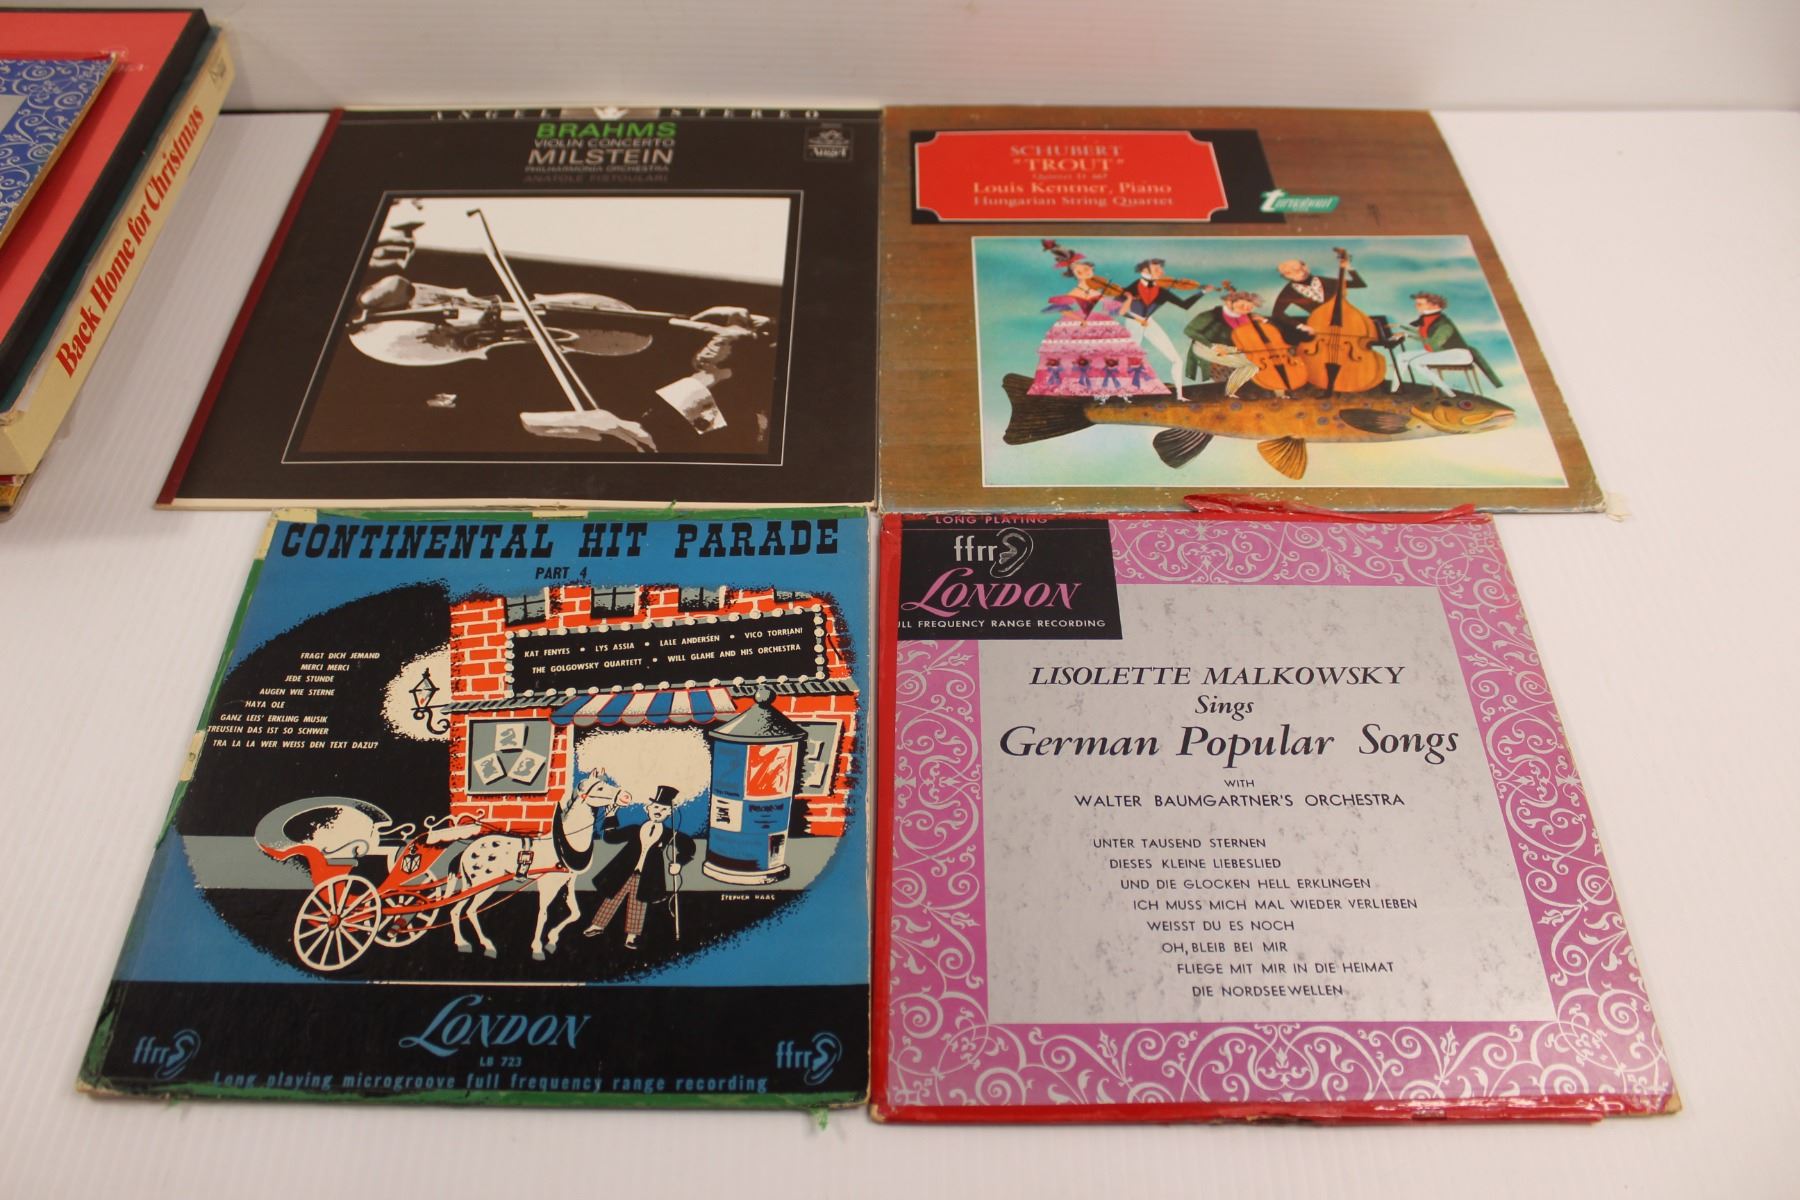 Back Home for Christmas
ANGEL STEREO
BRAHMS
VIOLIN CONCERTO
MILSTEIN
PHILHARMONIA ORCHESTRA
ANATOLE FISTOULARI
Angel
SCHUBERT
"TROUT"
Quintet D. 667
Louis Kentner, Piano
Hungarian String Quartet
turnabout
CONTINENTAL HIT PARADE
PART 4
KAT FENYES • LYS ASSIA • LALE ANDERSEN • VICO TORRIANI
THE GOLGOWSKY QUARTETT • WILL GLAHE AND HIS ORCHESTRA
FRAGT DICH JEMAND
MERCI MERCI
JEDE STUNDE
AUGEN WIE STERNE
HAYA OLE
GANZ LEIS' ERKLING MUSIK
TREUSEIN DAS IST SO SCHWER
TRA LA LA WER WEISS DEN TEXT DAZU?
STEPHEN HAAS
LONDON
LB 723
ffrr
ffrr
Long playing microgroove full frequency range recording
LONG PLAYING
ffrr
LONDON
ULL FREQUENCY RANGE RECORDING
LISOLETTE MALKOWSKY
Sings
German Popular Songs
WITH
WALTER BAUMGARTNER'S ORCHESTRA
UNTER TAUSEND STERNEN
DIESES KLEINE LIEBESLIED
UND DIE GLOCKEN HELL ERKLINGEN
ICH MUSS MICH MAL WIEDER VERLIEBEN
WEISST DU ES NOCH
OH, BLEIB BEI MIR
FLIEGE MIT MIR IN DIE HEIMAT
DIE NORDSEEWELLEN